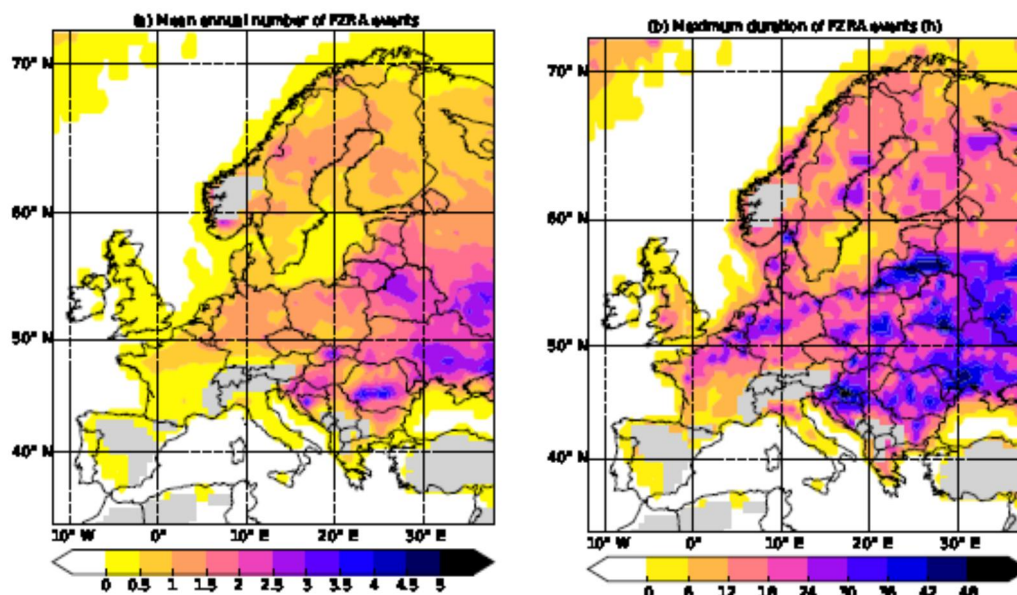 (a) Mean annual number of FZRA events
70° N
60° N
50° N
40° N
10° W 0° 10° E 20° E 30° E
0 0.5 1 1.5 2 2.5 3 3.5 4 4.5 5
(b) Maximum duration of FZRA events (h)
70° N
60° N
50° N
40° N
10° W 0° 10° E 20° E 30° E
0 6 12 18 24 30 36 42 48